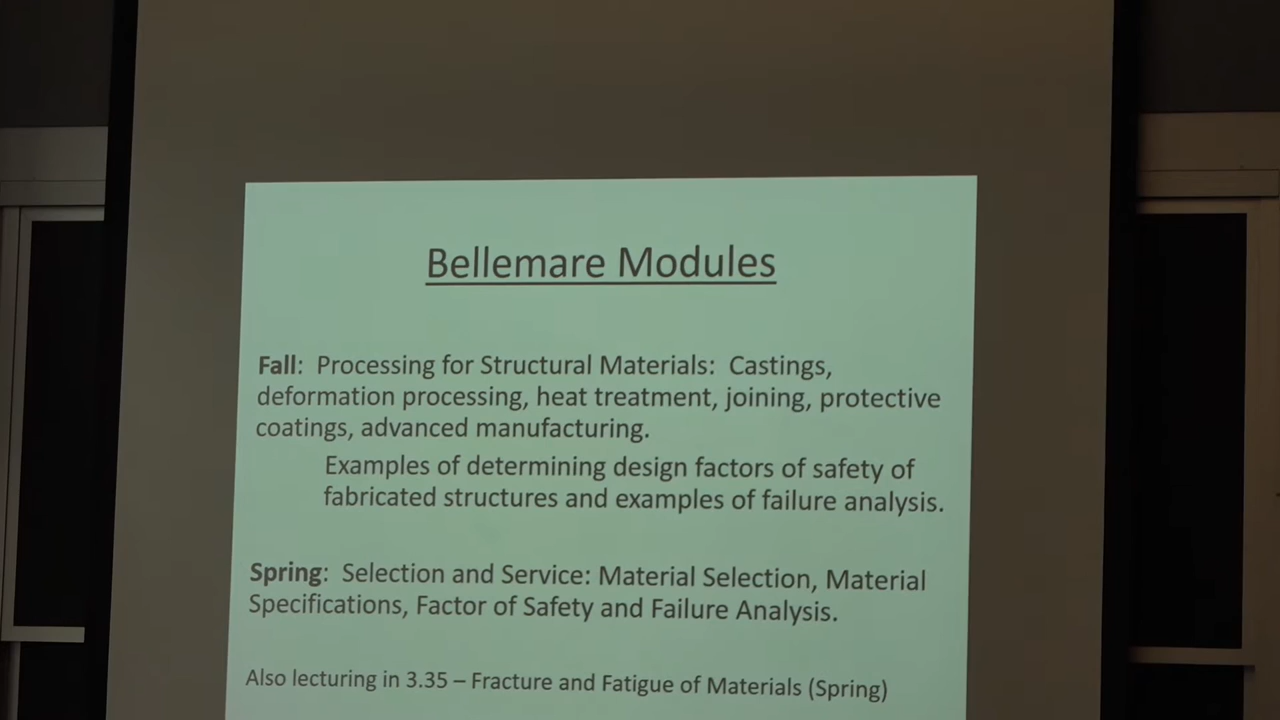 Bellemare Modules
Fall: Processing for Structural Materials: Castings,
deformation processing, heat treatment, joining, protective
coatings, advanced manufacturing.
Examples of determining design factors of safety of
fabricated structures and examples of failure analysis.
Spring: Selection and Service: Material Selection, Material
Specifications, Factor of Safety and Failure Analysis.
Also lecturing in 3.35 – Fracture and Fatigue of Materials (Spring)